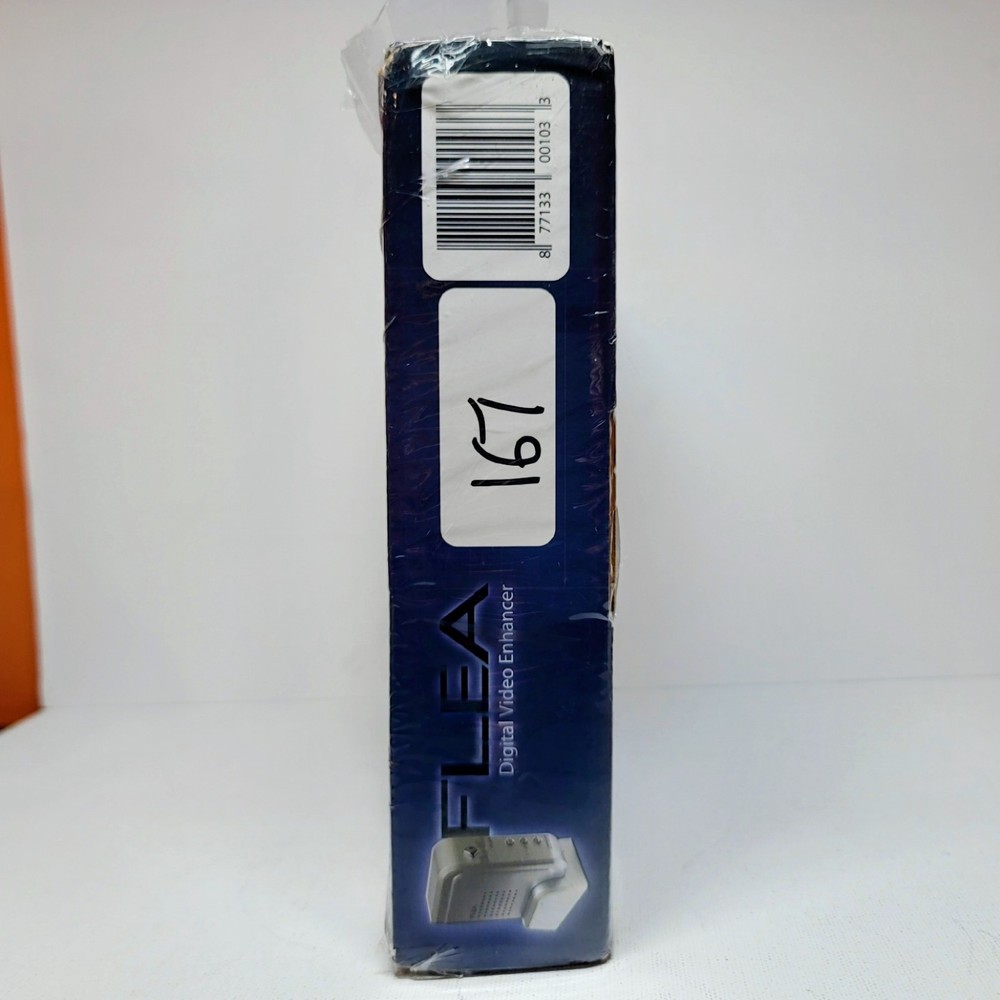 8 77133 00103 3
167
FLEA
Digital Video Enhancer